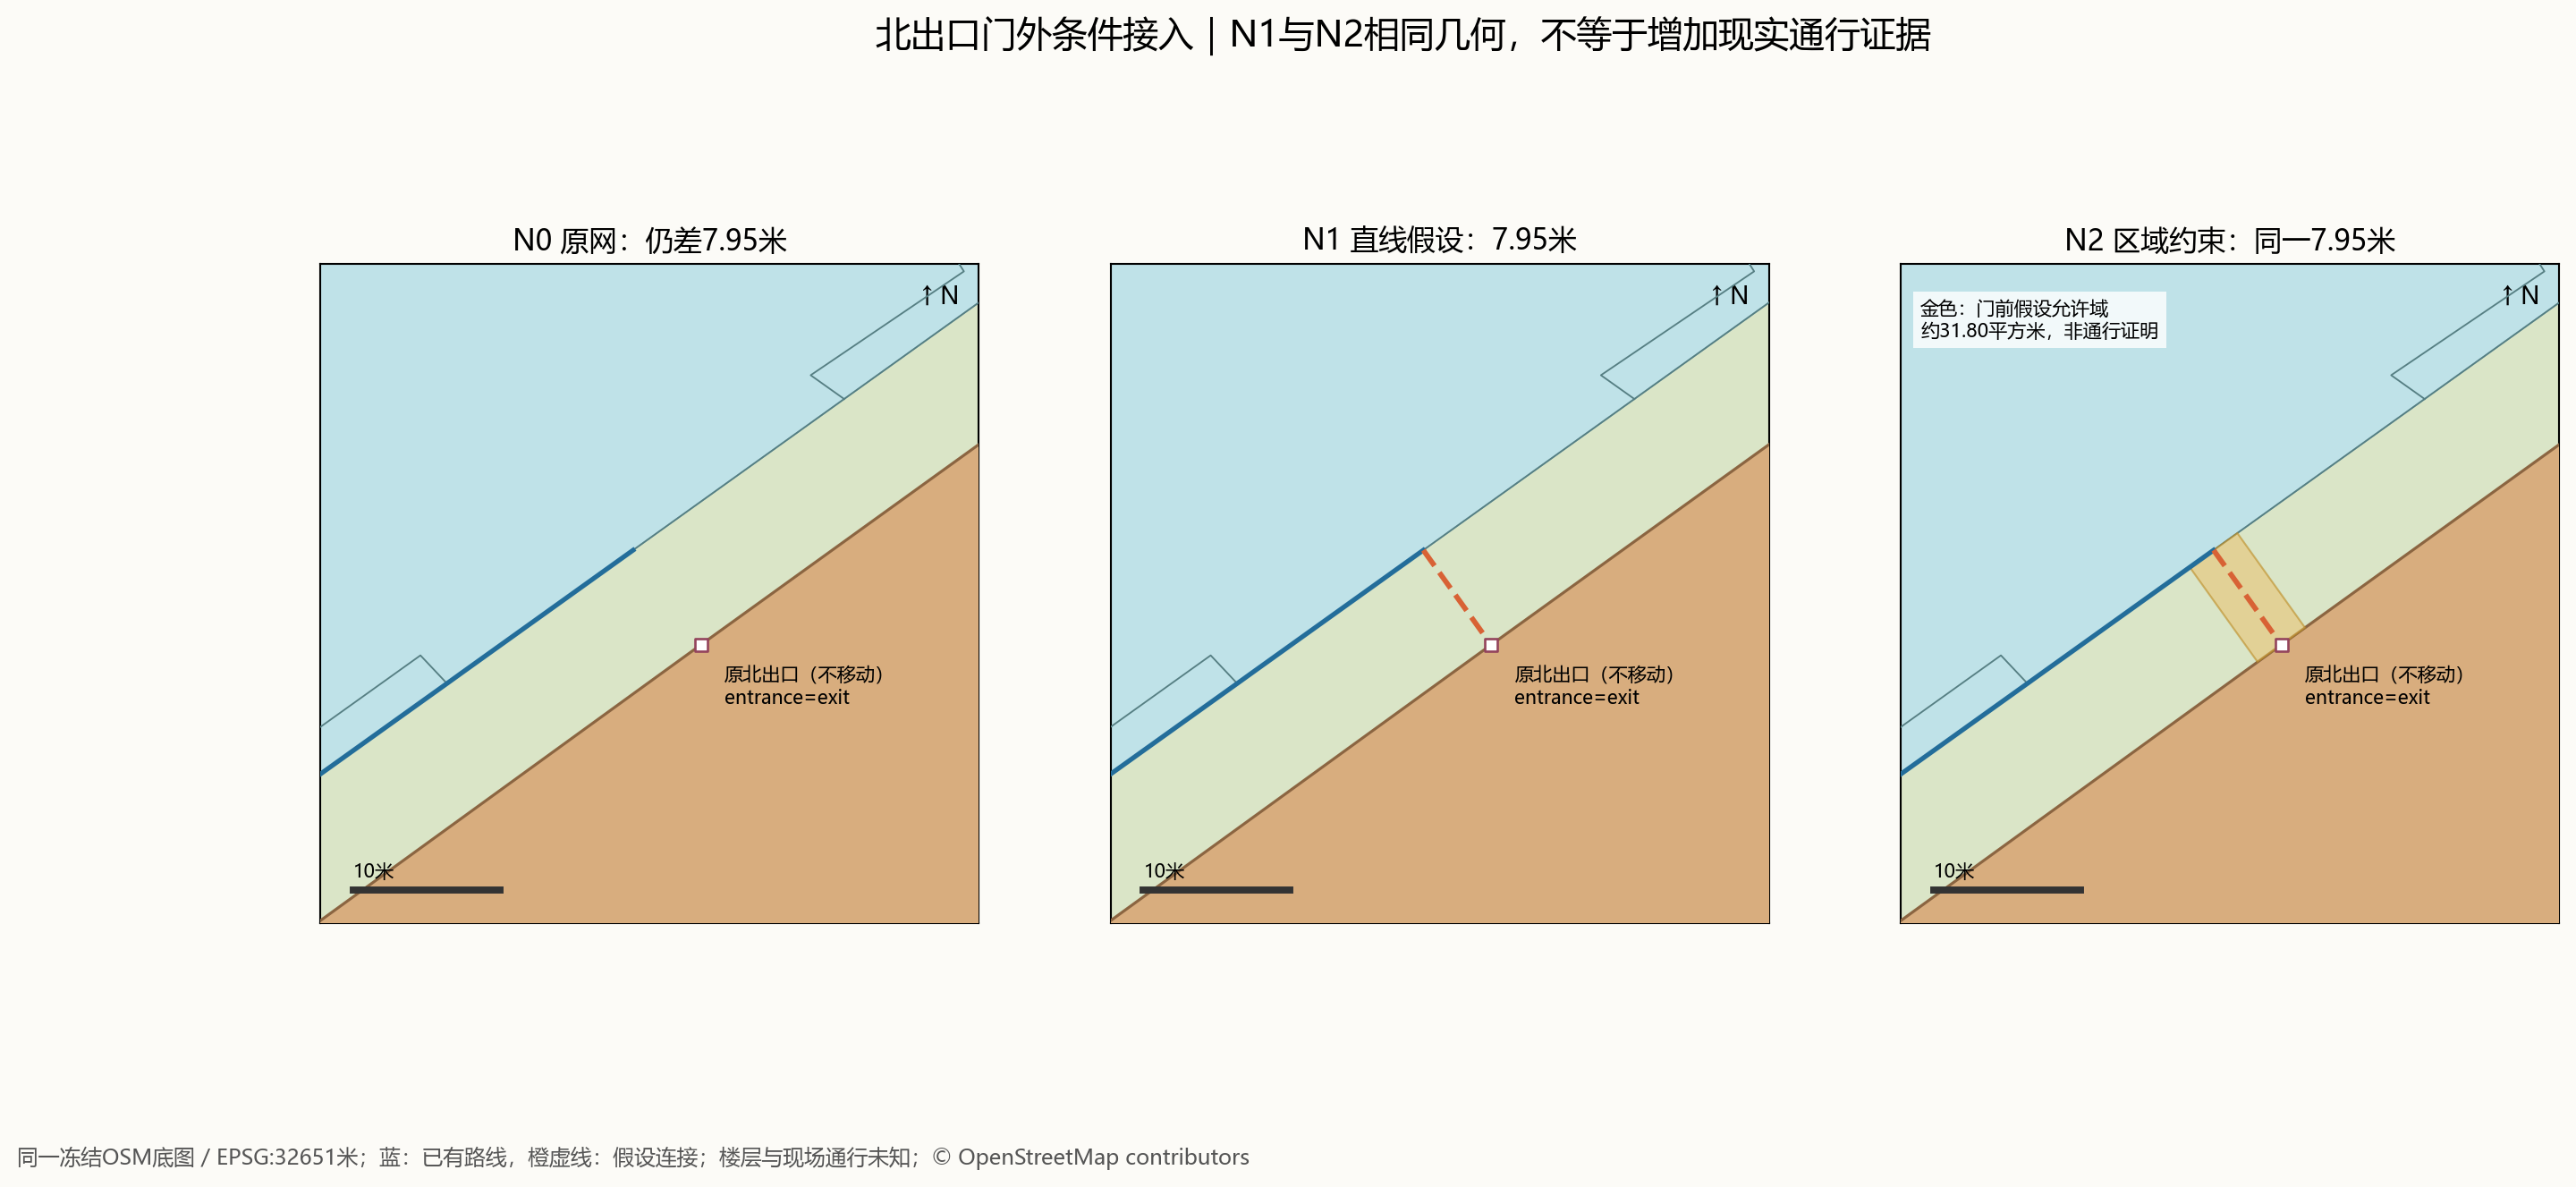 北出口门外条件接入｜N1与N2相同几何，不等于增加现实通行证据
N0 原网：仍差7.95米
↑N
原北出口（不移动）
entrance=exit
10米
N1 直线假设：7.95米
↑N
原北出口（不移动）
entrance=exit
10米
N2 区域约束：同一7.95米
↑N
金色：门前假设允许域
约31.80平方米，非通行证明
原北出口（不移动）
entrance=exit
10米
同一冻结OSM底图 / EPSG:32651米；蓝：已有路线，橙虚线：假设连接；楼层与现场通行未知；© OpenStreetMap contributors